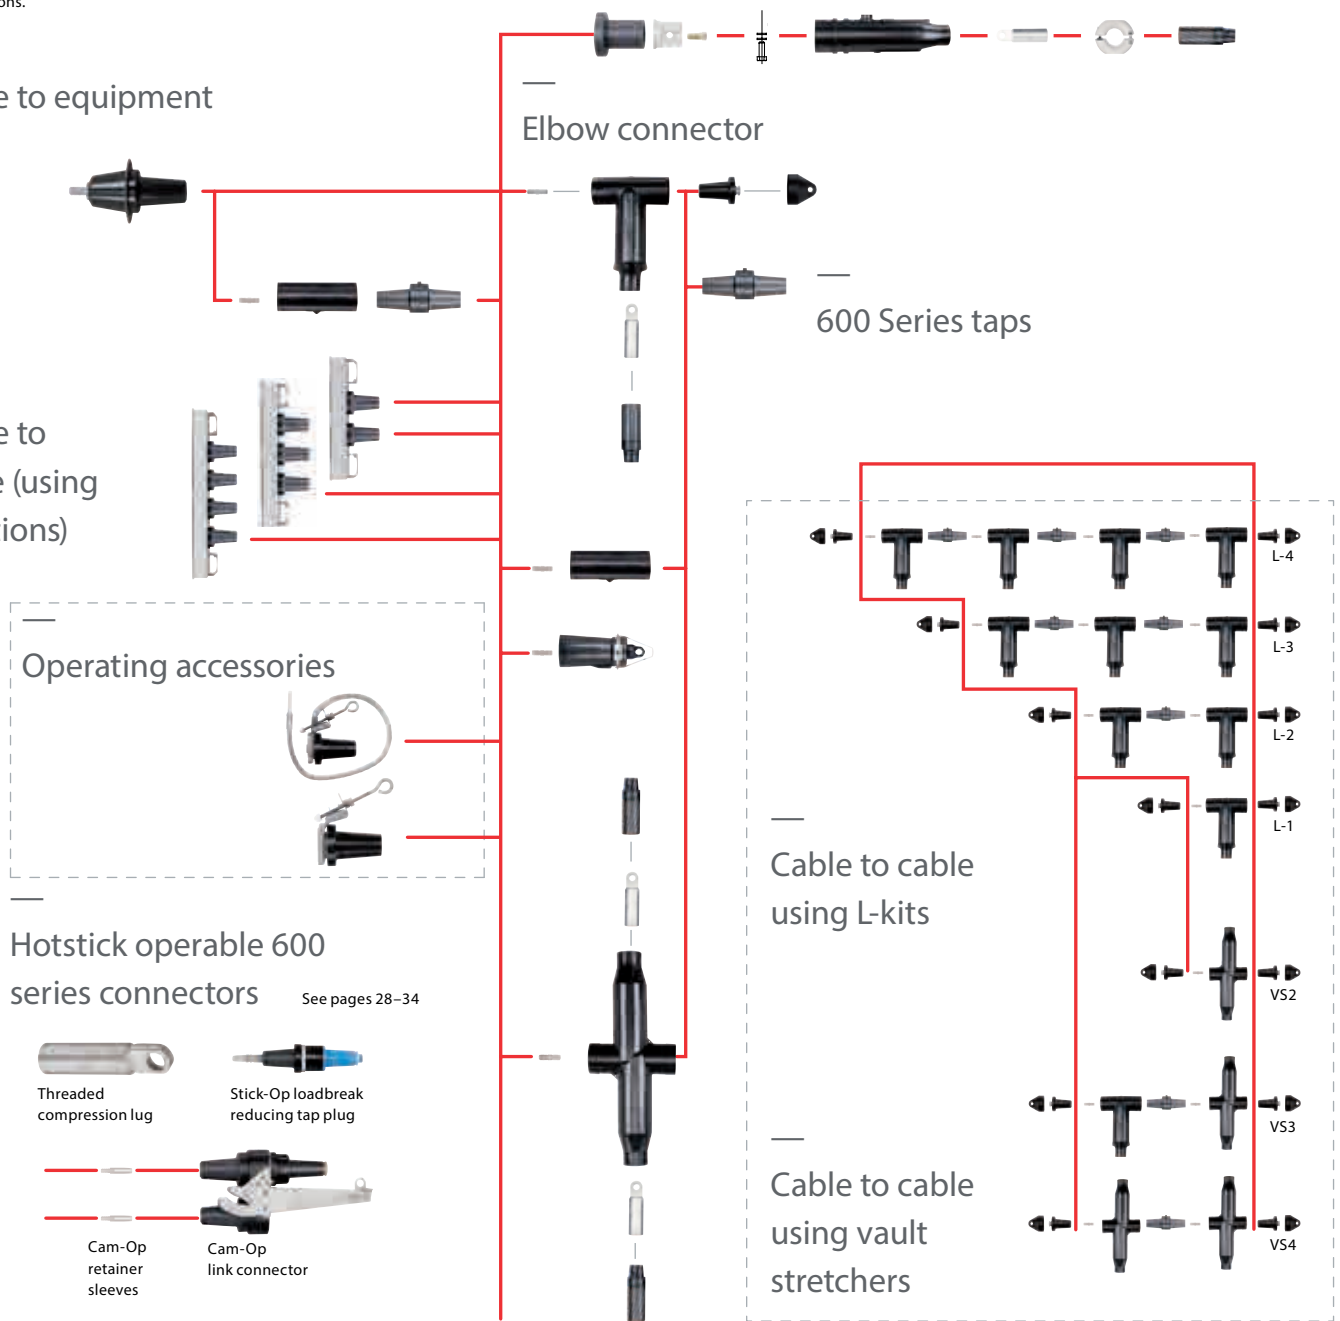 ons.
e to equipment
Elbow connector
600 Series taps
e to
e (using
tions)
Operating accessories
Hotstick operable 600
series connectors
See pages 28–34
Threaded
compression lug
Stick-Op loadbreak
reducing tap plug
Cam-Op
retainer
sleeves
Cam-Op
link connector
L-4
L-3
L-2
L-1
Cable to cable
using L-kits
VS2
VS3
VS4
Cable to cable
using vault
stretchers